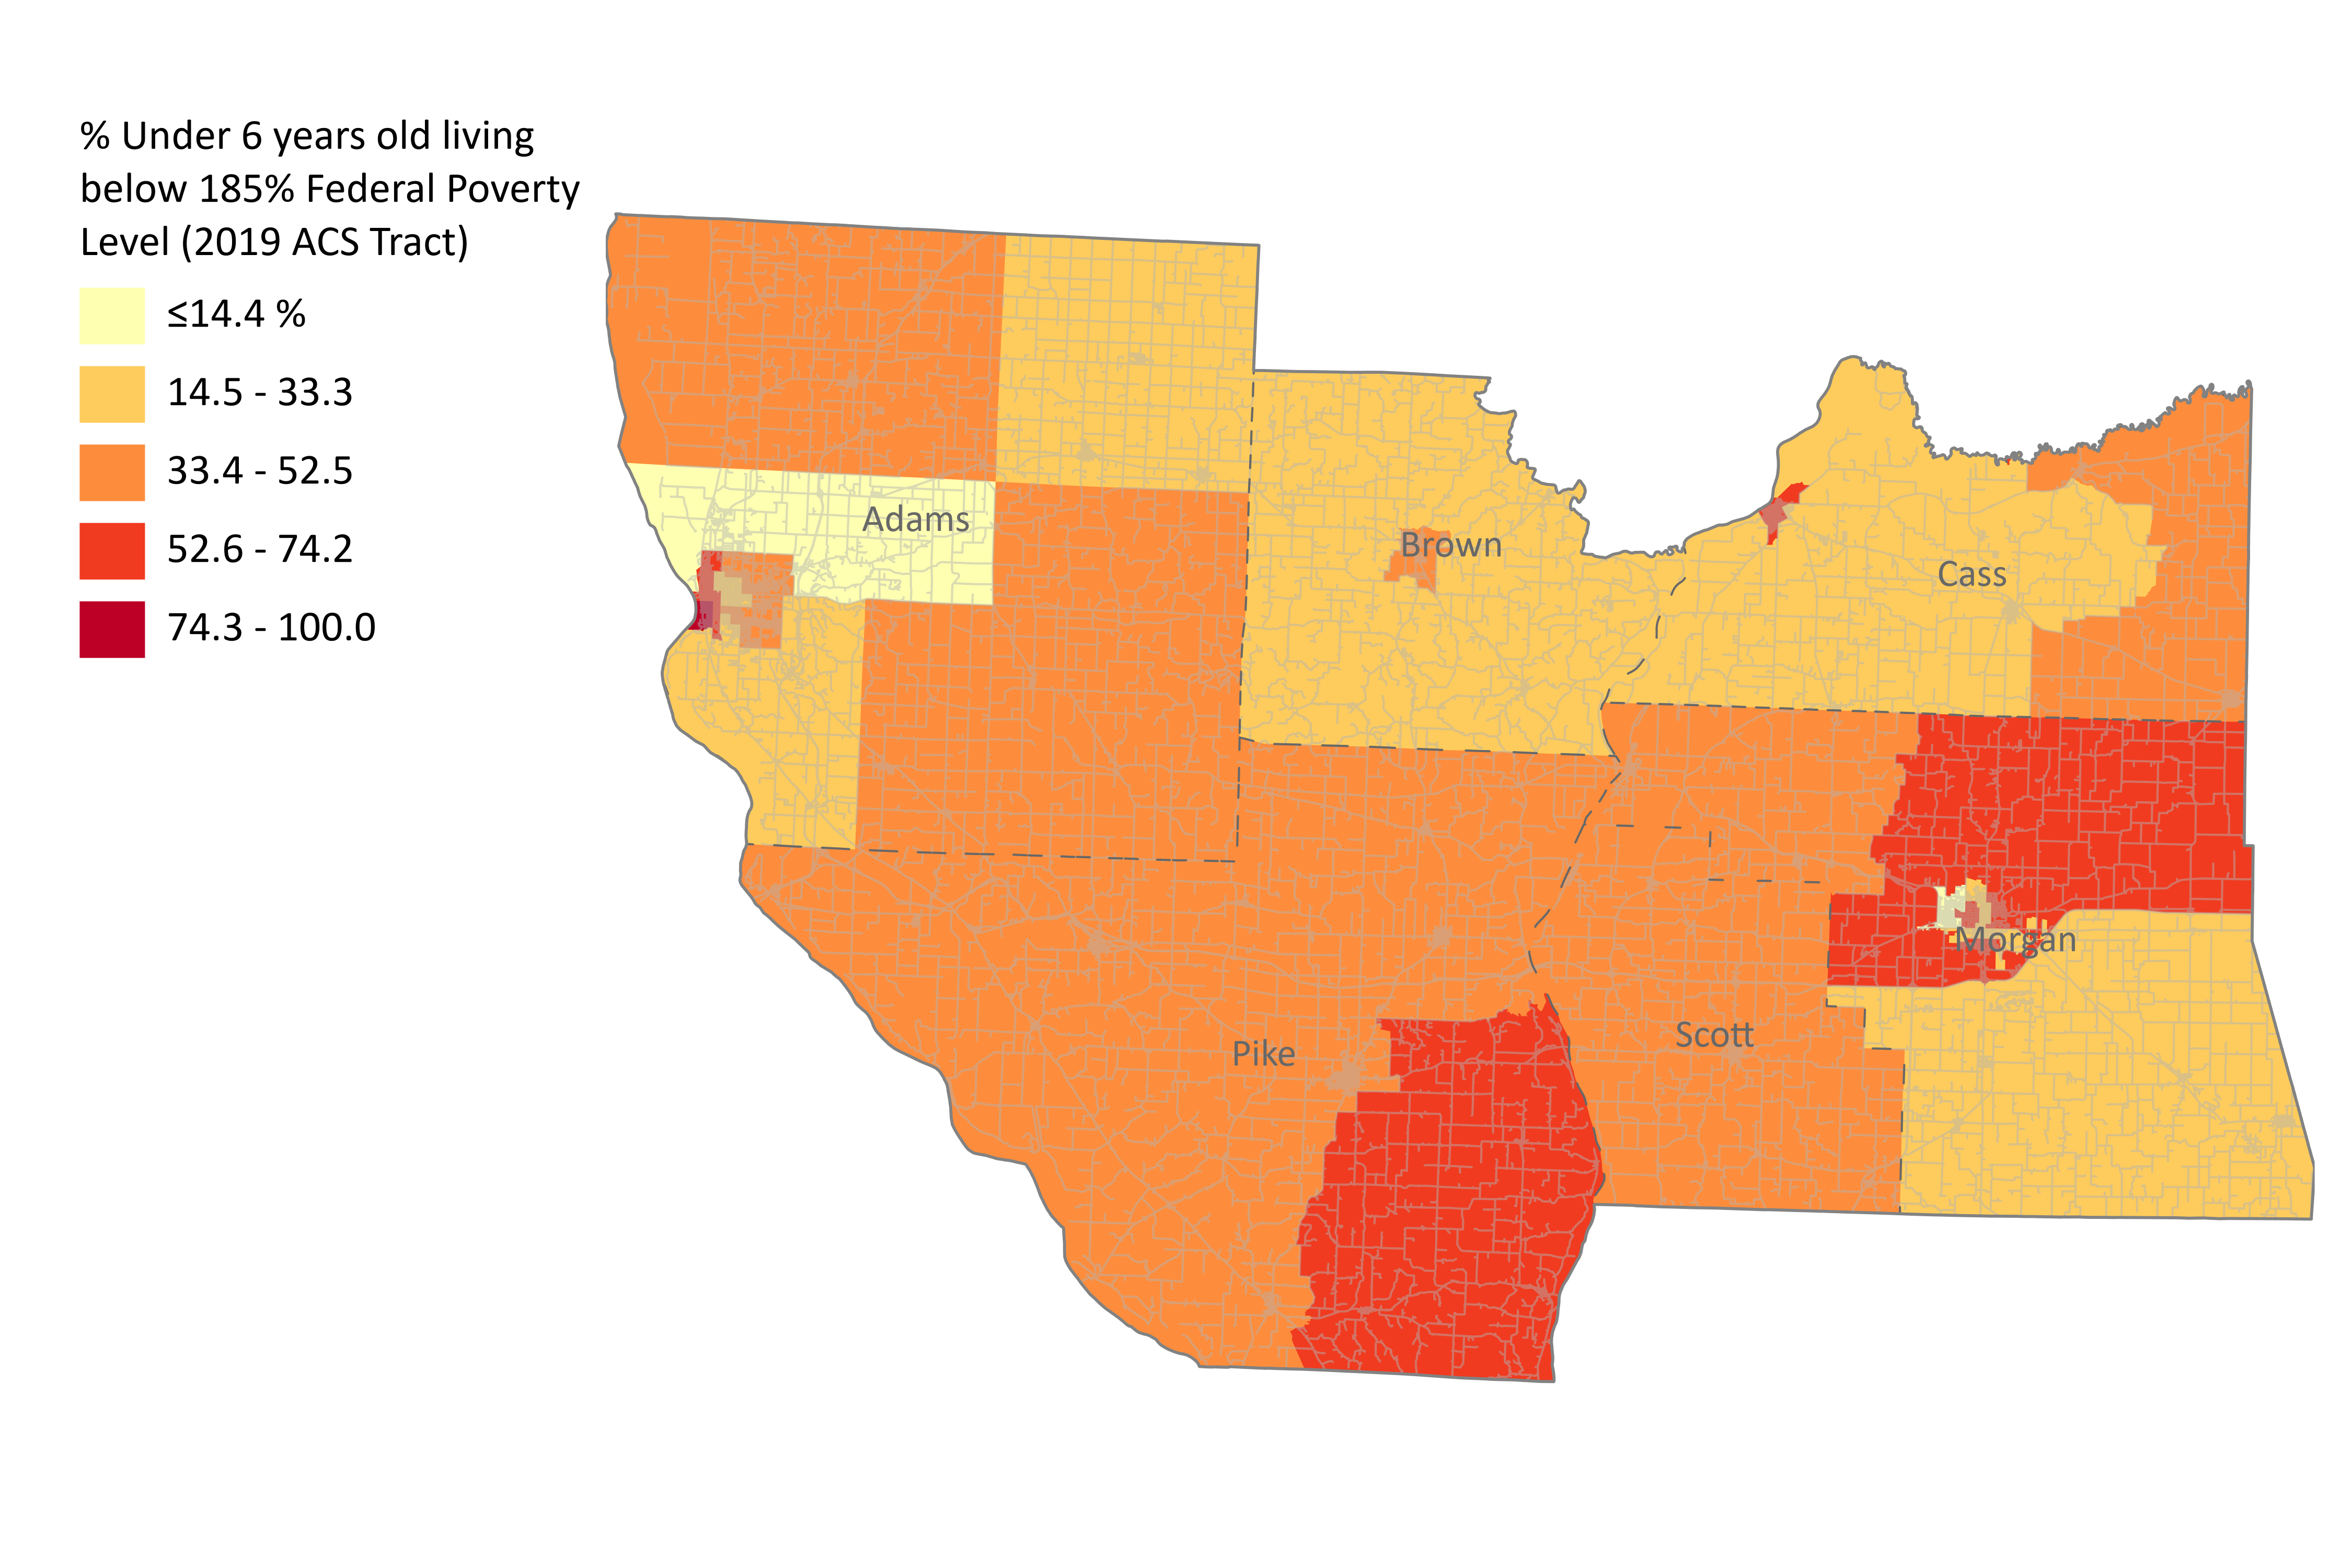 % Under 6 years old living
below 185% Federal Poverty
Level (2019 ACS Tract)
≤14.4 %
14.5 - 33.3
33.4 - 52.5
52.6 - 74.2
74.3 - 100.0
Adams
Brown
Cass
Morgan
Scott
Pike